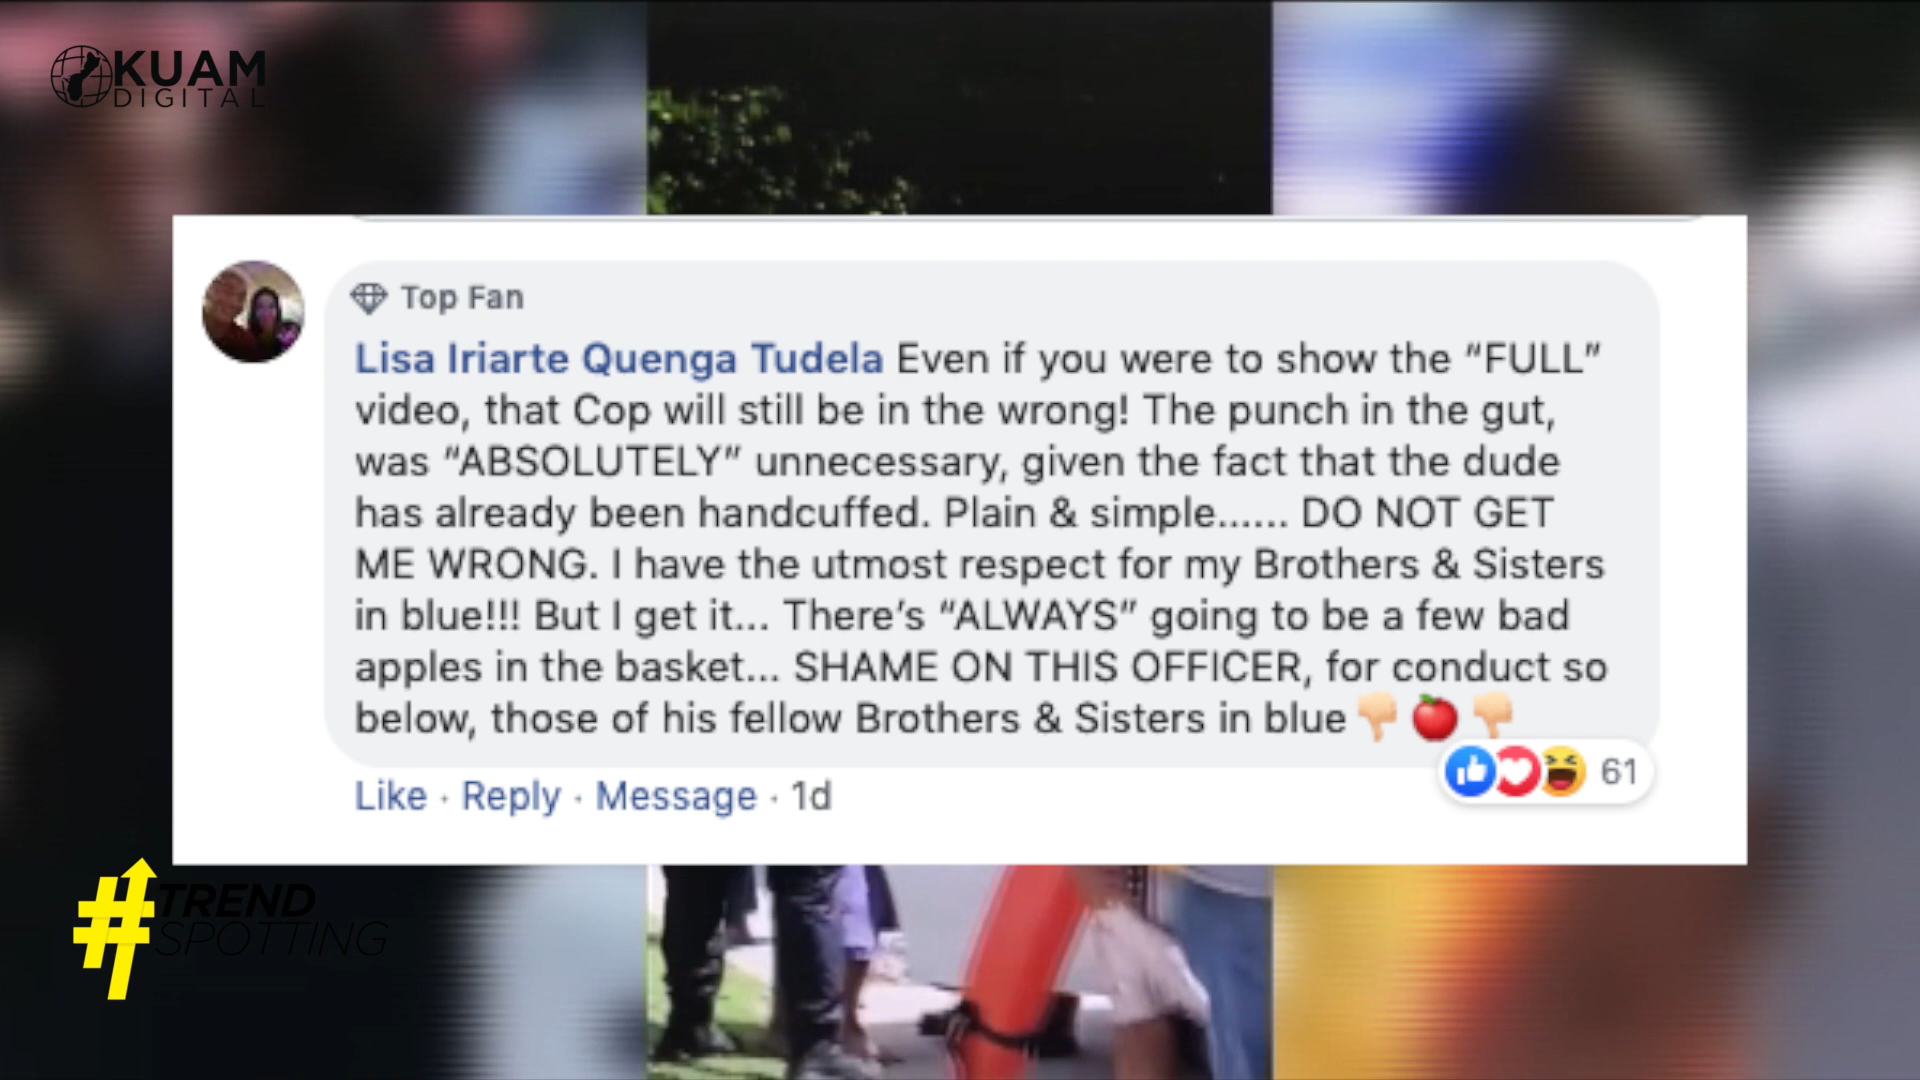 KUAM
DIGITAL
Top Fan
Lisa Iriarte Quenga Tudela Even if you were to show the “FULL”
video, that Cop will still be in the wrong! The punch in the gut,
was “ABSOLUTELY” unnecessary, given the fact that the dude
has already been handcuffed. Plain & simple...... DO NOT GET
ME WRONG. I have the utmost respect for my Brothers & Sisters
in blue!!! But I get it... There’s “ALWAYS” going to be a few bad
apples in the basket... SHAME ON THIS OFFICER, for conduct so
below, those of his fellow Brothers & Sisters in blue 👎🏻🍎👎🏻
61
Like · Reply · Message · 1d
#TREND
SPOTTING